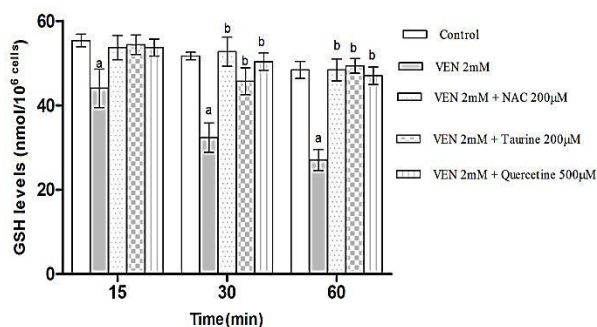 60
40
20
0
GSH levels (nmol/10⁶ cells)
a
a b b b
a b b b
15 30 60
Time(min)
Control
VEN 2mM
VEN 2mM + NAC 200µM
VEN 2mM + Taurine 200µM
VEN 2mM + Quercetine 500µM